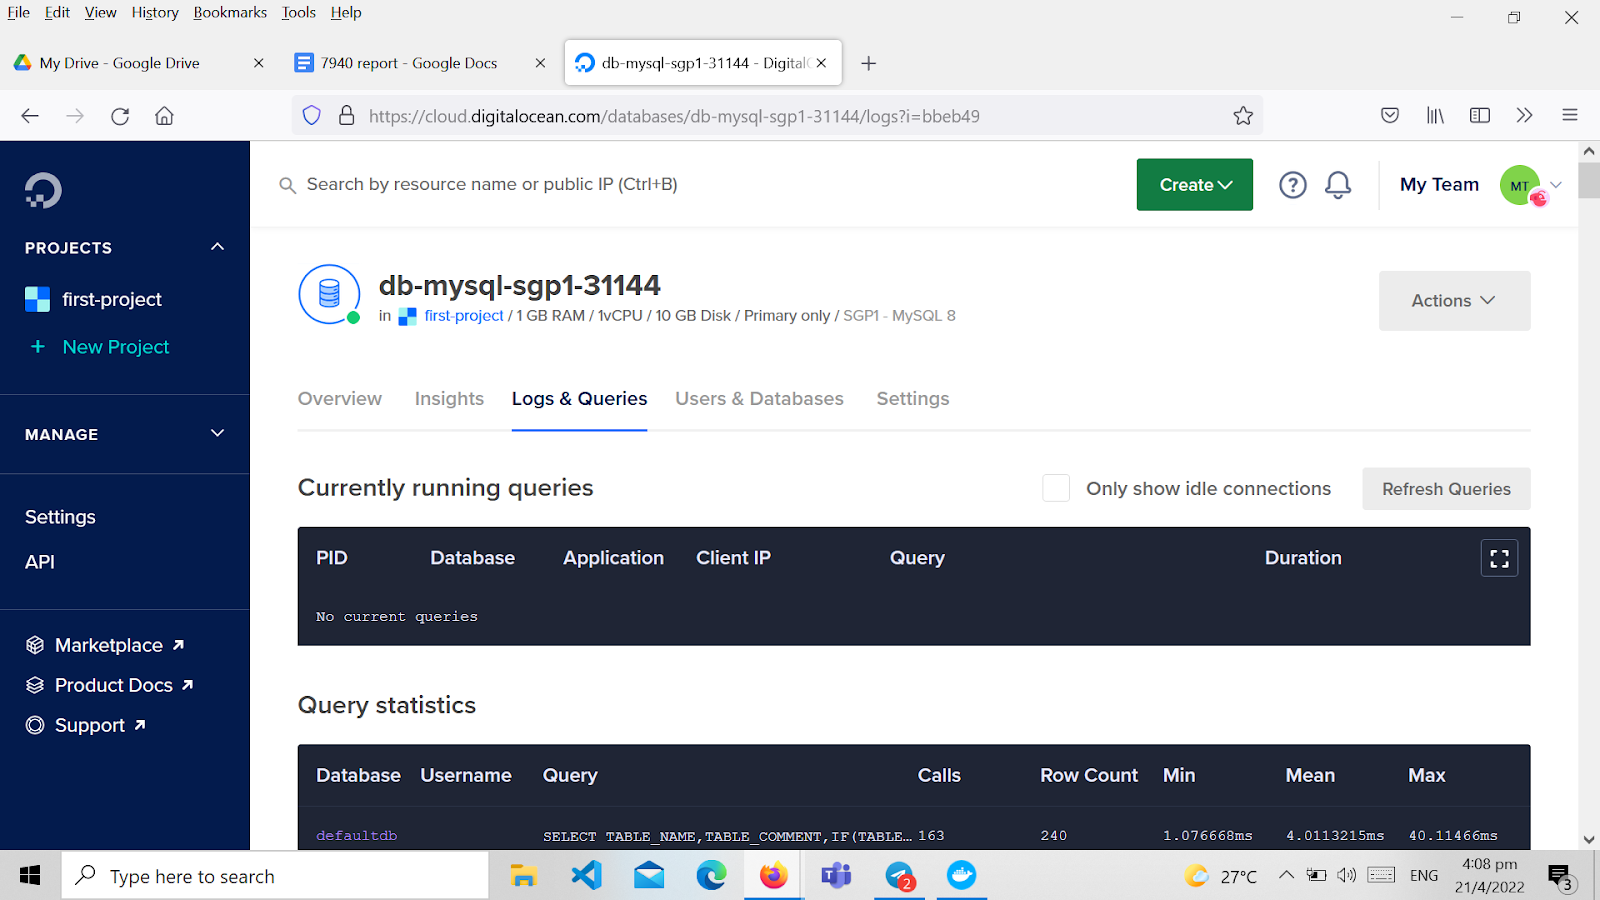 File Edit View History Bookmarks Tools Help
My Drive - Google Drive
7940 report - Google Docs
db-mysql-sgp1-31144 - Digital
https://cloud.digitalocean.com/databases/db-mysql-sgp1-31144/logs?i=bbeb49
Search by resource name or public IP (Ctrl+B)
Create
My Team
MT
PROJECTS
first-project
+ New Project
MANAGE
Settings
API
Marketplace
Product Docs
Support
db-mysql-sgp1-31144
in first-project / 1 GB RAM / 1vCPU / 10 GB Disk / Primary only / SGP1 - MySQL 8
Actions
Overview Insights Logs & Queries Users & Databases Settings
Currently running queries
Only show idle connections
Refresh Queries
PID Database Application Client IP Query Duration
No current queries
Query statistics
Database Username Query Calls Row Count Min Mean Max
defaultdb SELECT TABLE_NAME,TABLE_COMMENT,IF(TABLE… 163 240 1.076668ms 4.0113215ms 40.11466ms
Type here to search
2
27°C
ENG
4:08 pm
21/4/2022
3